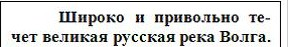 Широко и привольно те-
чет великая русская река Волга.